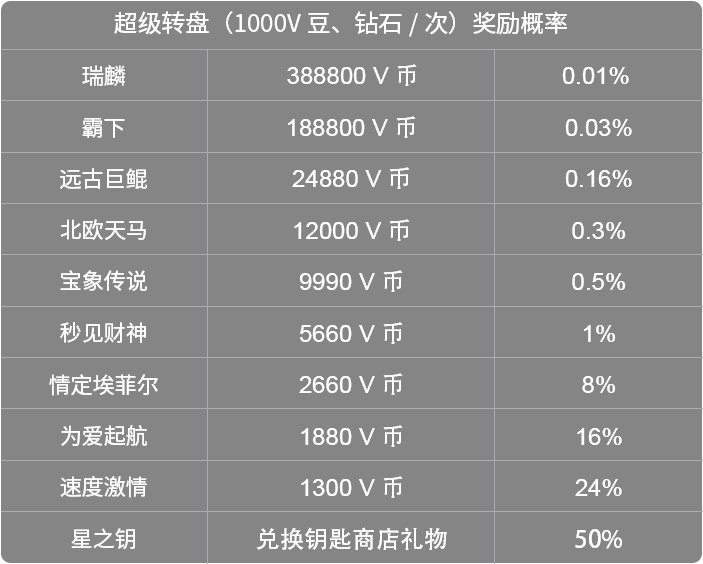 超级转盘（1000V 豆、钻石 / 次）奖励概率
瑞麟 388800 V 币 0.01%
霸下 188800 V 币 0.03%
远古巨鲲 24880 V 币 0.16%
北欧天马 12000 V 币 0.3%
宝象传说 9990 V 币 0.5%
秒见财神 5660 V 币 1%
情定埃菲尔 2660 V 币 8%
为爱起航 1880 V 币 16%
速度激情 1300 V 币 24%
星之钥 兑换钥匙商店礼物 50%